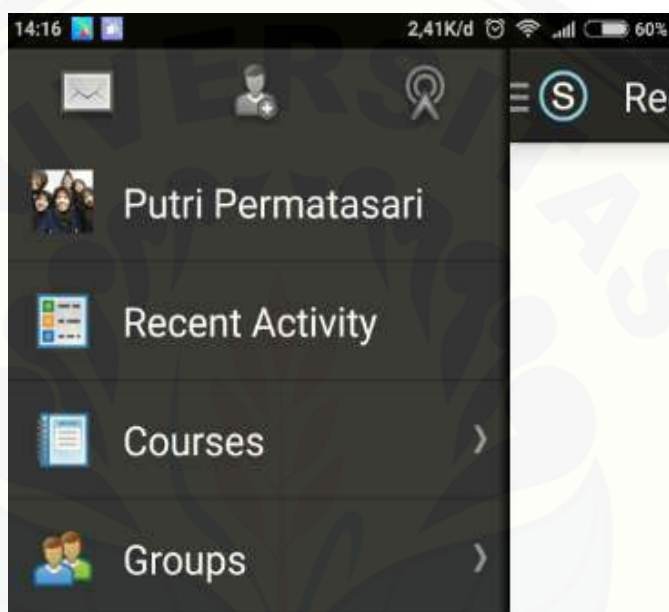 14:16 2,41K/d 60%
S Re
Putri Permatasari
Recent Activity
Courses
Groups